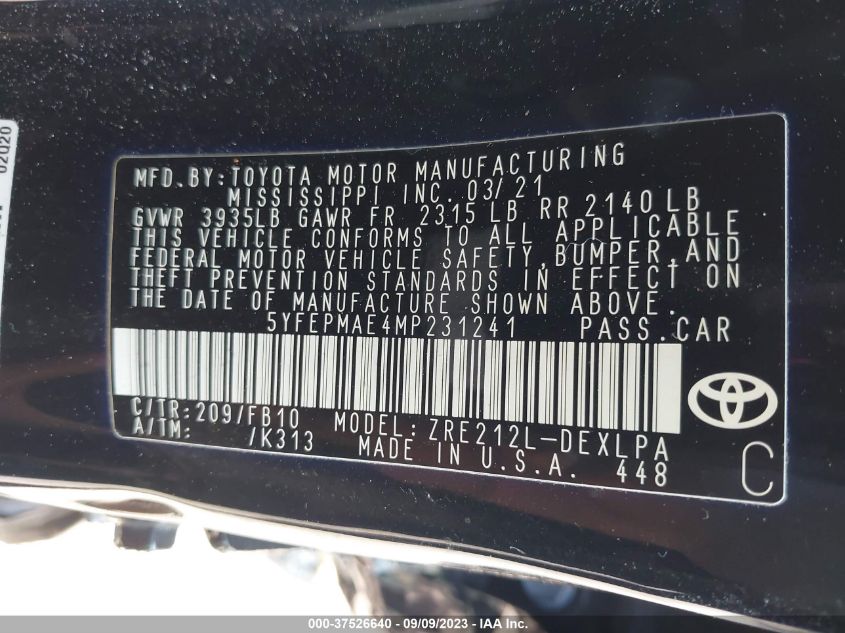 02020
MFD.BY:TOYOTA MOTOR MANUFACTURING
MISSISSIPPI INC. 03/21
GVWR 3935LB GAWR FR 2315 LB RR 2140 LB
THIS VEHICLE CONFORMS TO ALL APPLICABLE
FEDERAL MOTOR VEHICLE SAFETY,BUMPER,AND
THEFT PREVENTION STANDARDS IN EFFECT ON
THE DATE OF MANUFACTURE SHOWN ABOVE.
5YFEPMAE4MP231241 PASS.CAR
C/TR:209/FB10 MODEL:ZRE212L-DEXLPA
A/TM: /K313 MADE IN U.S.A. 448
C
000-37526640 - 09/09/2023 - IAA Inc.